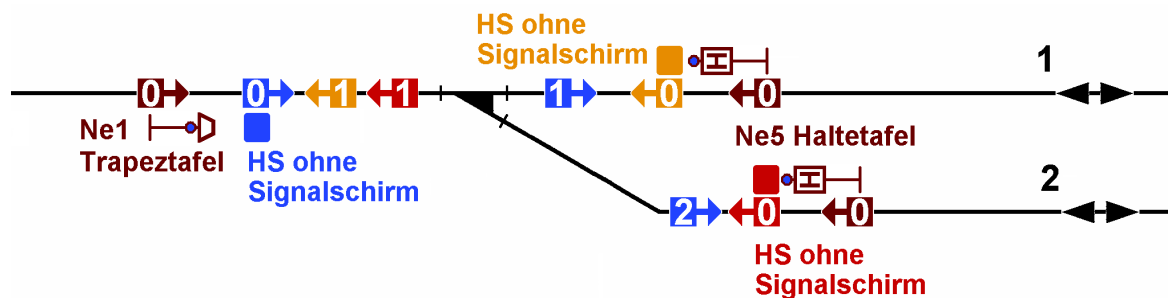 HS ohne
Signalschirm
H
1
0 0 1 1 1 0 0
Ne1
Trapeztafel
HS ohne
Signalschirm
Ne5 Haltetafel
H
2
2 0 0
HS ohne
Signalschirm